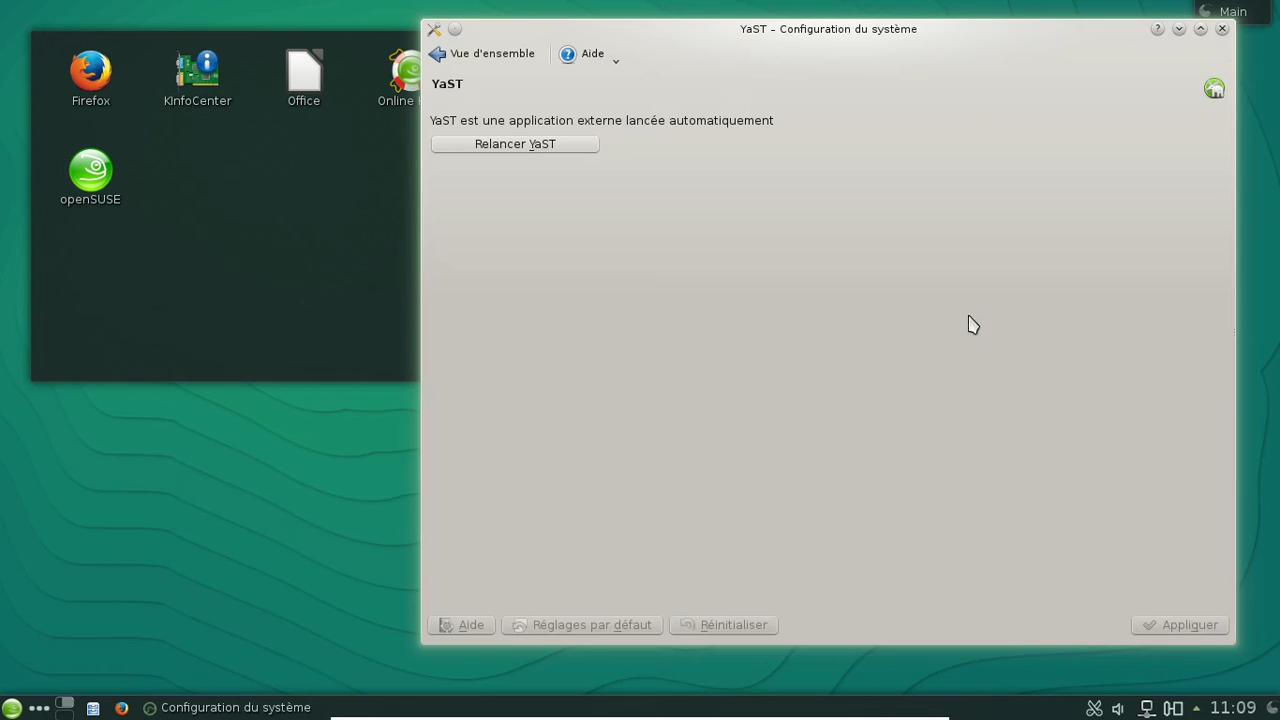 Main
YaST – Configuration du système
Vue d'ensemble
Aide
YaST
YaST est une application externe lancée automatiquement
Relancer YaST
Firefox
KInfoCenter
Office
Online
openSUSE
Aide
Réglages par défaut
Réinitialiser
Appliquer
Configuration du système
11:09